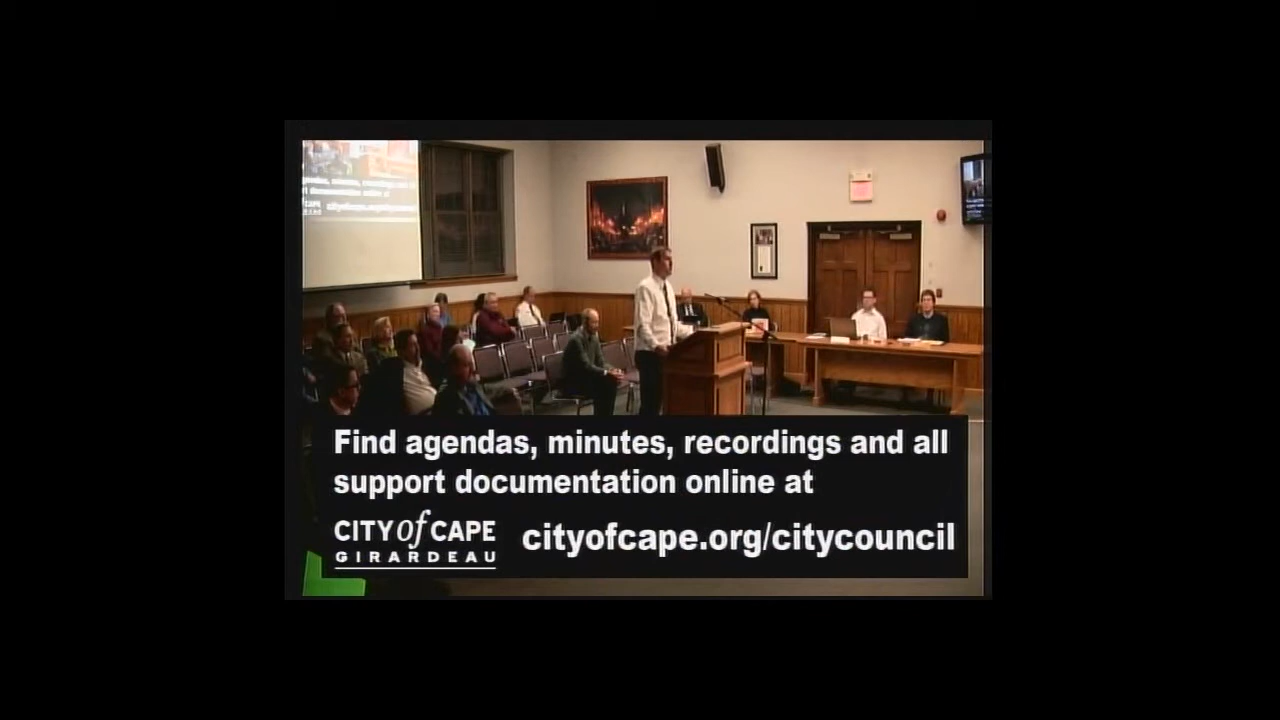 Find agendas, minutes, recordings and all
support documentation online at
CITY of CAPE
GIRARDEAU
cityofcape.org/citycouncil